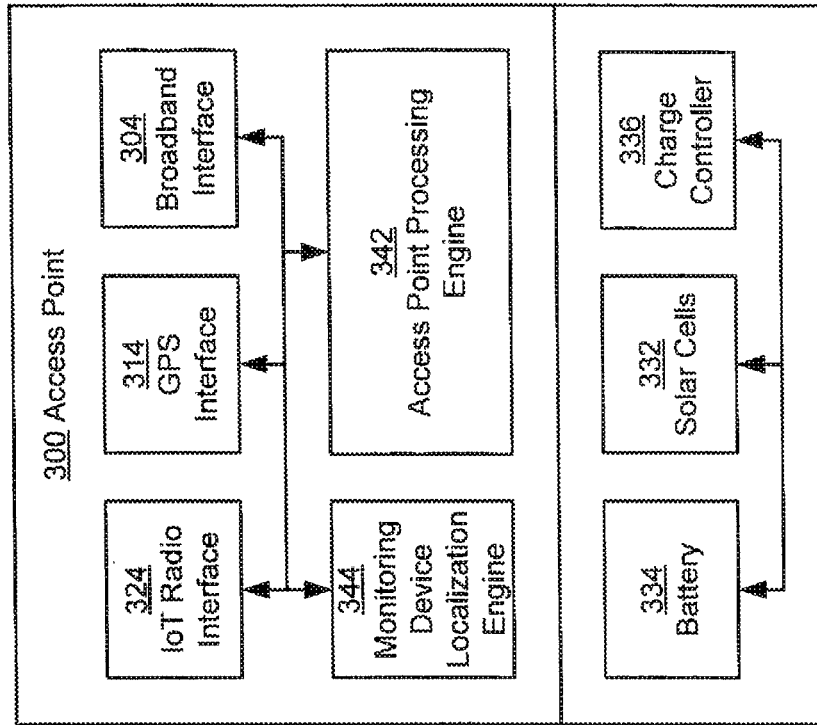 300 Access Point
324
IoT Radio
Interface
314
GPS
Interface
304
Broadband
Interface
344
Monitoring
Device
Localization
Engine
342
Access Point Processing
Engine
334
Battery
332
Solar Cells
336
Charge
Controller